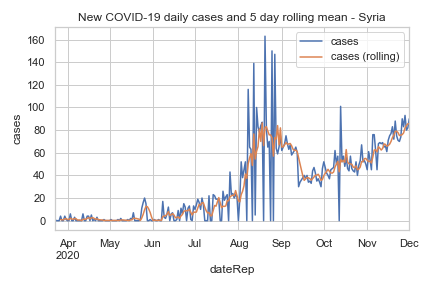 New COVID-19 daily cases and 5 day rolling mean - Syria
cases
cases (rolling)
160
140
120
100
80
60
40
20
0
cases
Apr May Jun Jul Aug Sep Oct Nov Dec
2020
dateRep